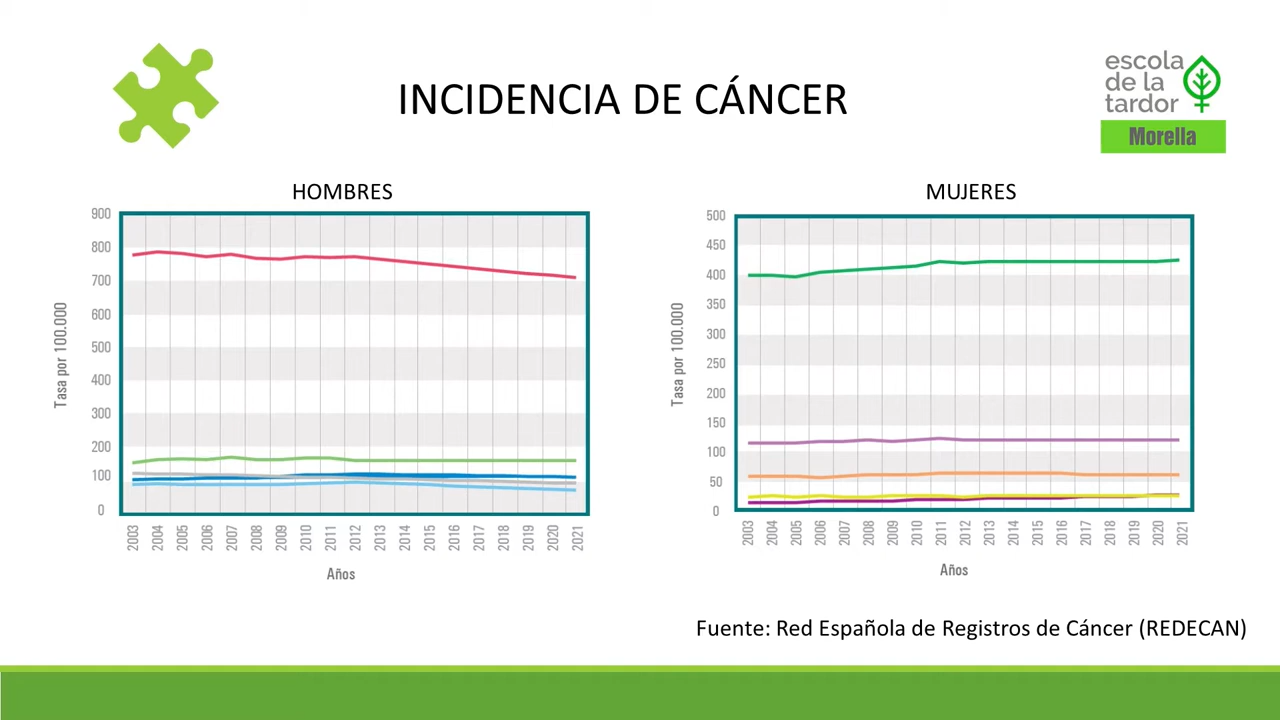 INCIDENCIA DE CÁNCER
escola
de la
tardor
Morella
HOMBRES
900
800
700
600
500
400
300
200
100
0
Tasa por 100.000
2003 2004 2005 2006 2007 2008 2009 2010 2011 2012 2013 2014 2015 2016 2017 2018 2019 2020 2021
Años
MUJERES
500
450
400
350
300
250
200
150
100
50
0
Tasa por 100.000
2003 2004 2005 2006 2007 2008 2009 2010 2011 2012 2013 2014 2015 2016 2017 2018 2019 2020 2021
Años
Fuente: Red Española de Registros de Cáncer (REDECAN)